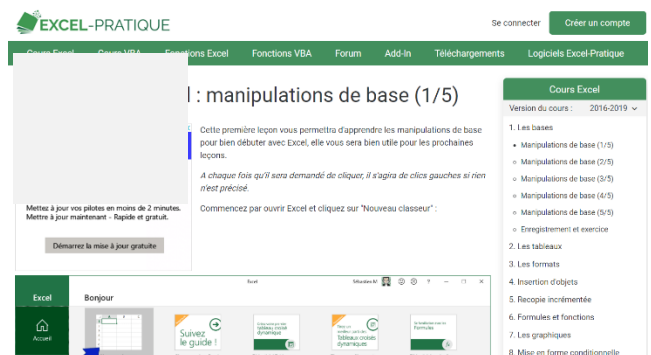 EXCEL-PRATIQUE
Se connecter
Créer un compte
Cours Excel Cours VBA Fonctions Excel Fonctions VBA Forum Add-In Téléchargements Logiciels Excel-Pratique
: manipulations de base (1/5)
Cette première leçon vous permettra d'apprendre les manipulations de base
pour bien débuter avec Excel, elle vous sera bien utile pour les prochaines
leçons.
A chaque fois qu'il sera demandé de cliquer, il s'agira de clics gauches si rien
n'est précisé.
Commencez par ouvrir Excel et cliquez sur "Nouveau classeur" :
Mettez à jour vos pilotes en moins de 2 minutes.
Mettre à jour maintenant - Rapide et gratuit.
Démarrez la mise à jour gratuite
Cours Excel
Version du cours : 2016-2019
1. Les bases
Manipulations de base (1/5)
Manipulations de base (2/5)
Manipulations de base (3/5)
Manipulations de base (4/5)
Manipulations de base (5/5)
Enregistrement et exercice
2. Les tableaux
3. Les formats
4. Insertion d'objets
5. Recopie incrémentée
6. Formules et fonctions
7. Les graphiques
8. Mise en forme conditionnelle
Excel
Sébastien M
?
Excel
Bonjour
Accueil
Suivez
le guide !
tableau croisé
dynamique
tableaux croisés
dynamiques
Formules